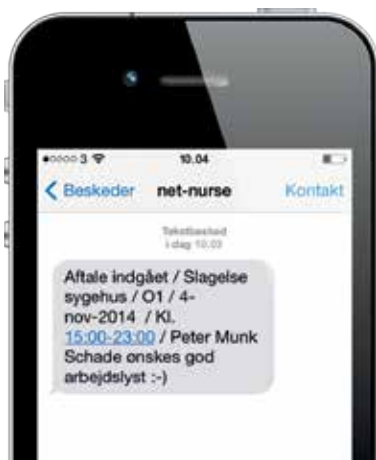 3 10.04
Beskeder net-nurse Kontakt
Tekstbesked
i dag 10.03
Aftale indgået / Slagelse
sygehus / O1 / 4-
nov-2014 / Kl.
15:00-23:00 / Peter Munk
Schade ønskes god
arbejdslyst :-)